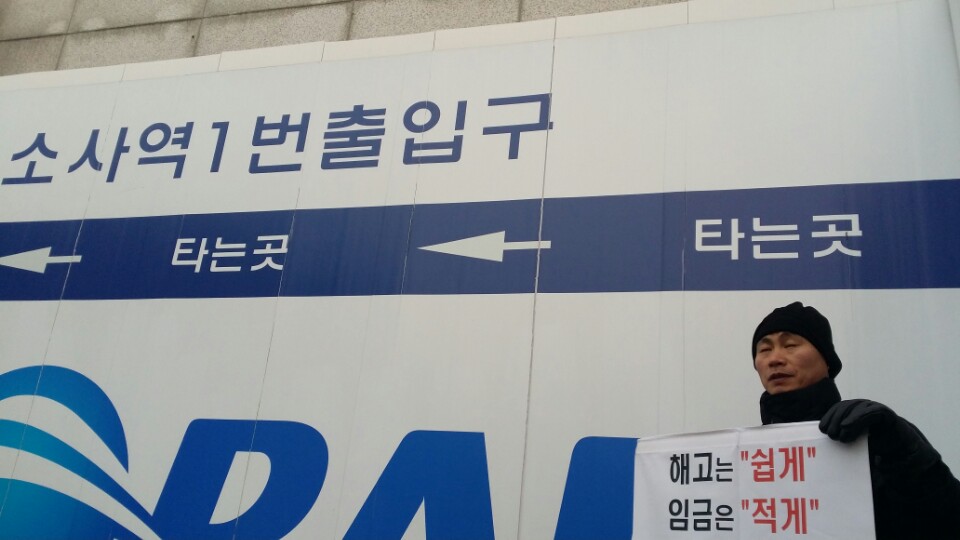 소사역1번출입구
타는곳 타는곳
RAI
해고는 "쉽게"
임금은 "적게"